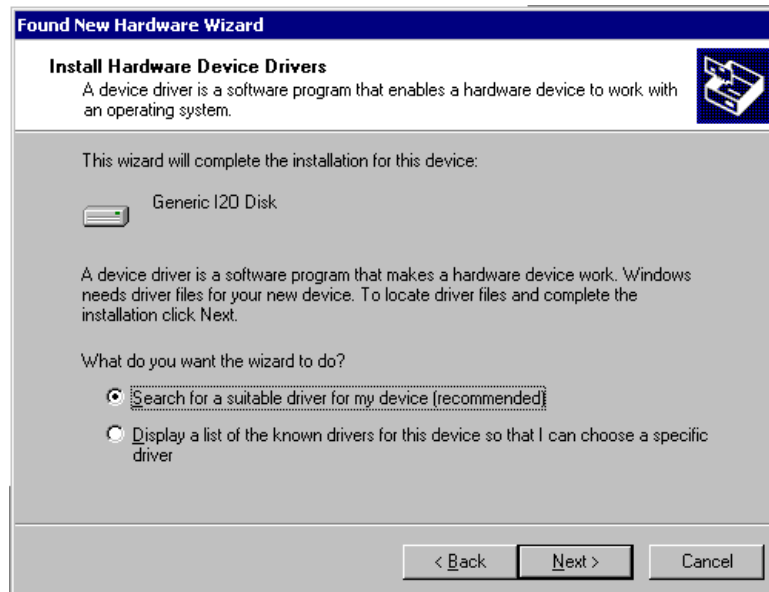 Found New Hardware Wizard
Install Hardware Device Drivers
A device driver is a software program that enables a hardware device to work with
an operating system.
This wizard will complete the installation for this device:
Generic I2O Disk
A device driver is a software program that makes a hardware device work. Windows
needs driver files for your new device. To locate driver files and complete the
installation click Next.
What do you want the wizard to do?
Search for a suitable driver for my device (recommended)
Display a list of the known drivers for this device so that I can choose a specific
driver
< Back Next > Cancel